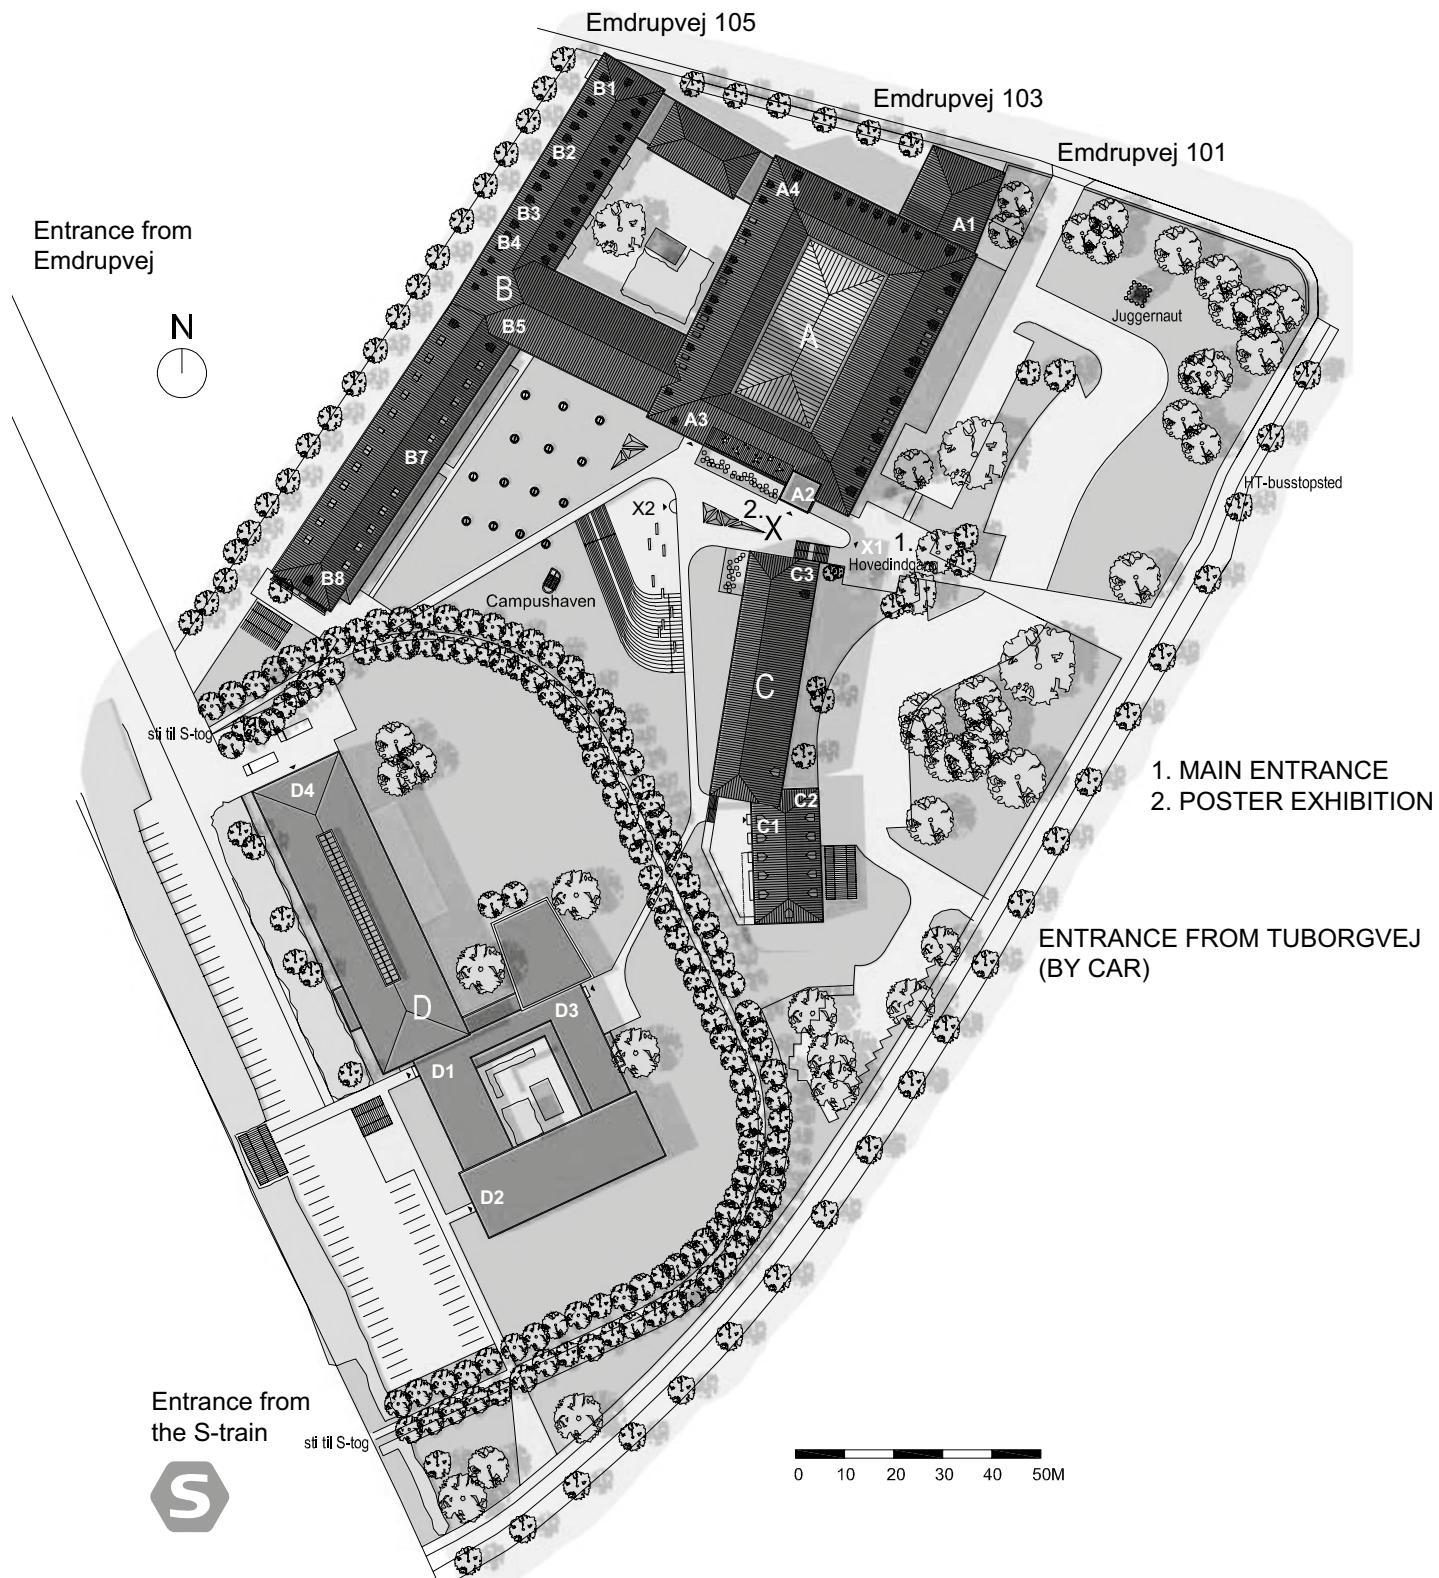 Emdrupvej 105
Emdrupvej 103
Emdrupvej 101
B1
B2
B3
B4
B
B5
B7
B8
A4
A1
A
A3
A2
Entrance from
Emdrupvej
N
Juggernaut
HT-busstopsted
X2
2.
X
X1
1.
Hovedindgang
C3
Campushaven
C
C2
C1
sti til S-tog
D4
D
D3
D1
D2
1. MAIN ENTRANCE
2. POSTER EXHIBITION
ENTRANCE FROM TUBORGVEJ
(BY CAR)
Entrance from
the S-train
sti til S-tog
S
0 10 20 30 40 50M